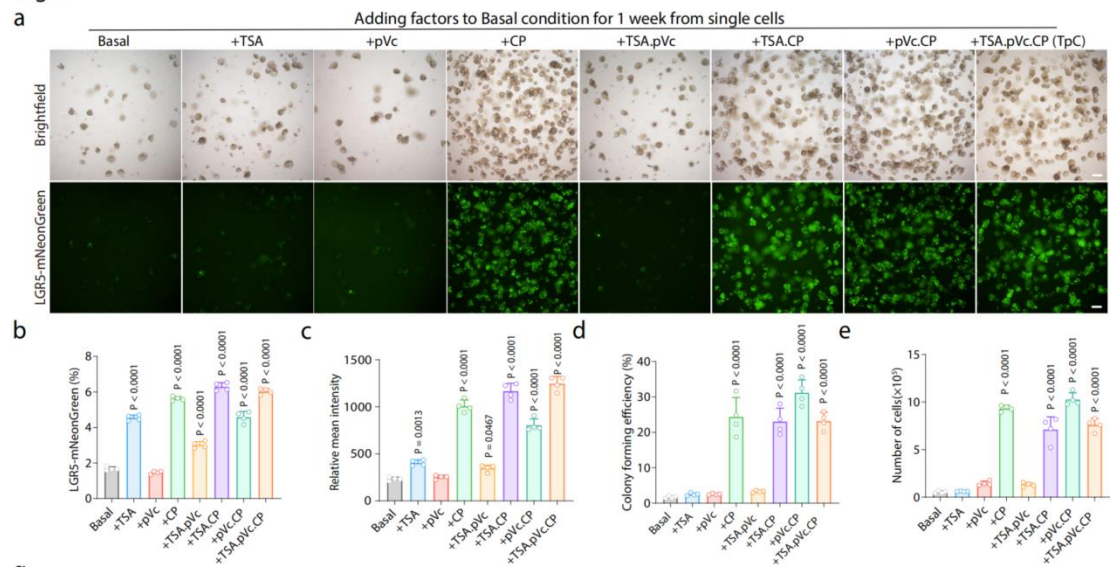 a
Adding factors to Basal condition for 1 week from single cells
Basal +TSA +pVc +CP +TSA.pVc +TSA.CP +pVc.CP +TSA.pVc.CP (TpC)
Brightfield
LGR5-mNeonGreen
b
LGR5-mNeonGreen (%)
8
6
4
2
0
P < 0.0001
P < 0.0001
P < 0.0001
P < 0.0001
P < 0.0001
P < 0.0001
Basal
+TSA
+pVc
+CP
+TSA.pVc
+TSA.CP
+pVc.CP
+TSA.pVc.CP
c
Relative mean intensity
1500
1000
500
0
P = 0.0013
P < 0.0001
P = 0.0467
P < 0.0001
P < 0.0001
P < 0.0001
Basal
+TSA
+pVc
+CP
+TSA.pVc
+TSA.CP
+pVc.CP
+TSA.pVc.CP
d
Colony forming efficiency (%)
40
30
20
10
0
P < 0.0001
P < 0.0001
P < 0.0001
P < 0.0001
Basal
+TSA
+pVc
+CP
+TSA.pVc
+TSA.CP
+pVc.CP
+TSA.pVc.CP
e
Number of cells(×10⁵)
15
10
5
0
P < 0.0001
P < 0.0001
P < 0.0001
P < 0.0001
Basal
+TSA
+pVc
+CP
+TSA.pVc
+TSA.CP
+pVc.CP
+TSA.pVc.CP